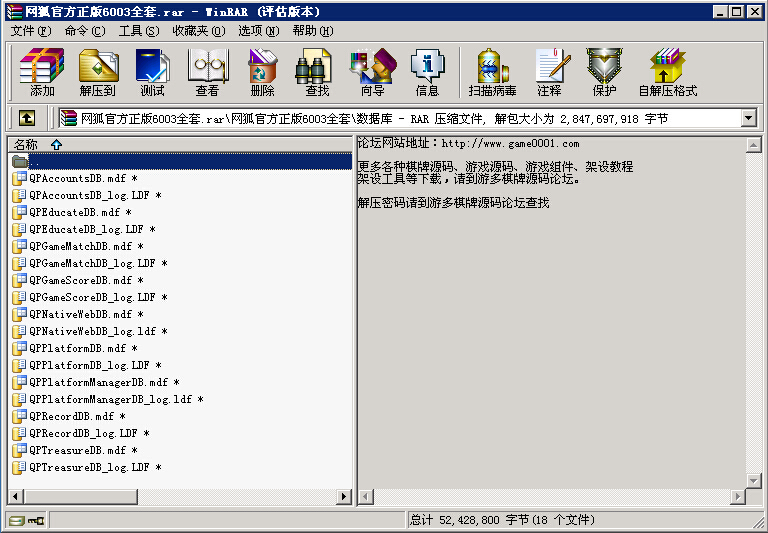 网狐官方正版6003全套.rar - WinRAR (评估版本)
文件(F) 命令(C) 工具(S) 收藏夹(O) 选项(N) 帮助(H)
添加 解压到 测试 查看 删除 查找 向导 信息 扫描病毒 注释 保护 自解压格式
网狐官方正版6003全套.rar\网狐官方正版6003全套\数据库 - RAR 压缩文件, 解包大小为 2,847,697,918 字节
名称
..
QPAccountsDB.mdf *
QPAccountsDB_log.LDF *
QPEducateDB.mdf *
QPEducateDB_log.LDF *
QPGameMatchDB.mdf *
QPGameMatchDB_log.LDF *
QPGameScoreDB.mdf *
QPGameScoreDB_log.LDF *
QPNativeWebDB.mdf *
QPNativeWebDB_log.ldf *
QPPlatformDB.mdf *
QPPlatformDB_log.LDF *
QPPlatformManagerDB.mdf *
QPPlatformManagerDB_log.ldf *
QPRecordDB.mdf *
QPRecordDB_log.LDF *
QPTreasureDB.mdf *
QPTreasureDB_log.LDF *
论坛网站地址：http://www.game0001.com
更多各种棋牌源码、游戏源码、游戏组件、架设教程
架设工具等下载，请到游多棋牌源码论坛。
解压密码请到游多棋牌源码论坛查找
总计 52,428,800 字节(18 个文件)